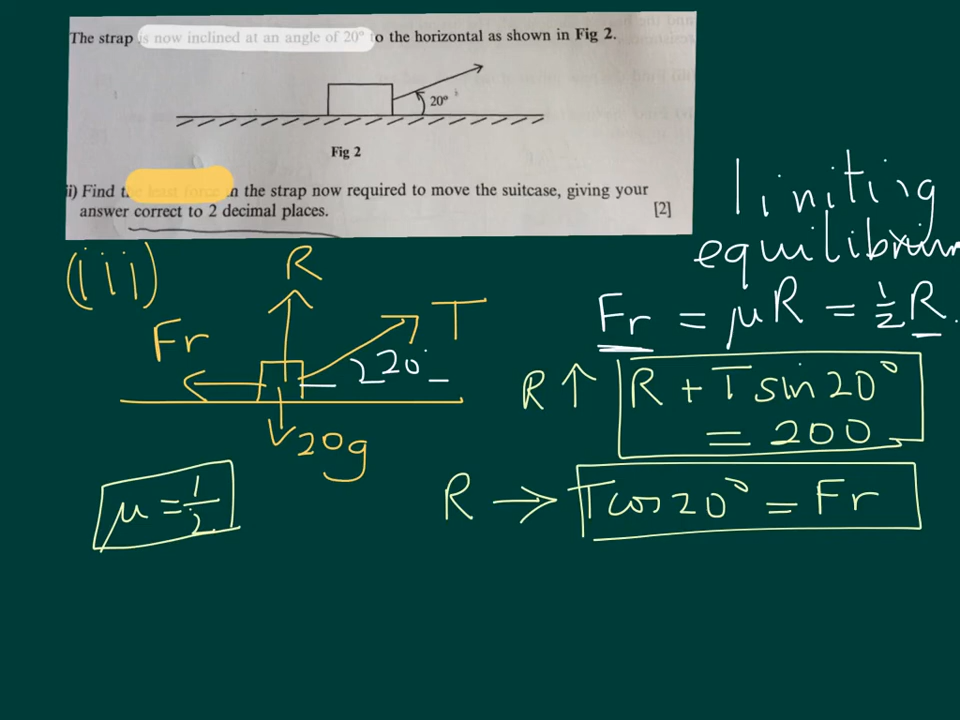 The strap is now inclined at an angle of 20° to the horizontal as shown in Fig 2.
20°
Fig 2
ii) Find the least force in the strap now required to move the suitcase, giving your
answer correct to 2 decimal places. [2]
limiting
equilibrium
(iii)
R
Fr
T
20°
20g
Fr = μR = ½R.
R ↑ R + T sin 20°
= 200
R → T cos 20° = Fr
μ = 1/2